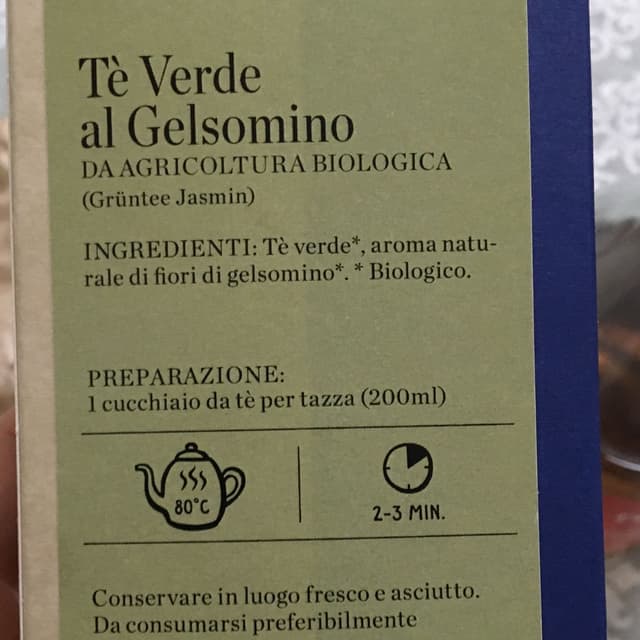 Tè Verde
al Gelsomino
DA AGRICOLTURA BIOLOGICA
(Grüntee Jasmin)
INGREDIENTI: Tè verde*, aroma natu-
rale di fiori di gelsomino*. * Biologico.
PREPARAZIONE:
1 cucchiaio da tè per tazza (200ml)
80°C
2-3 MIN.
Conservare in luogo fresco e asciutto.
Da consumarsi preferibilmente